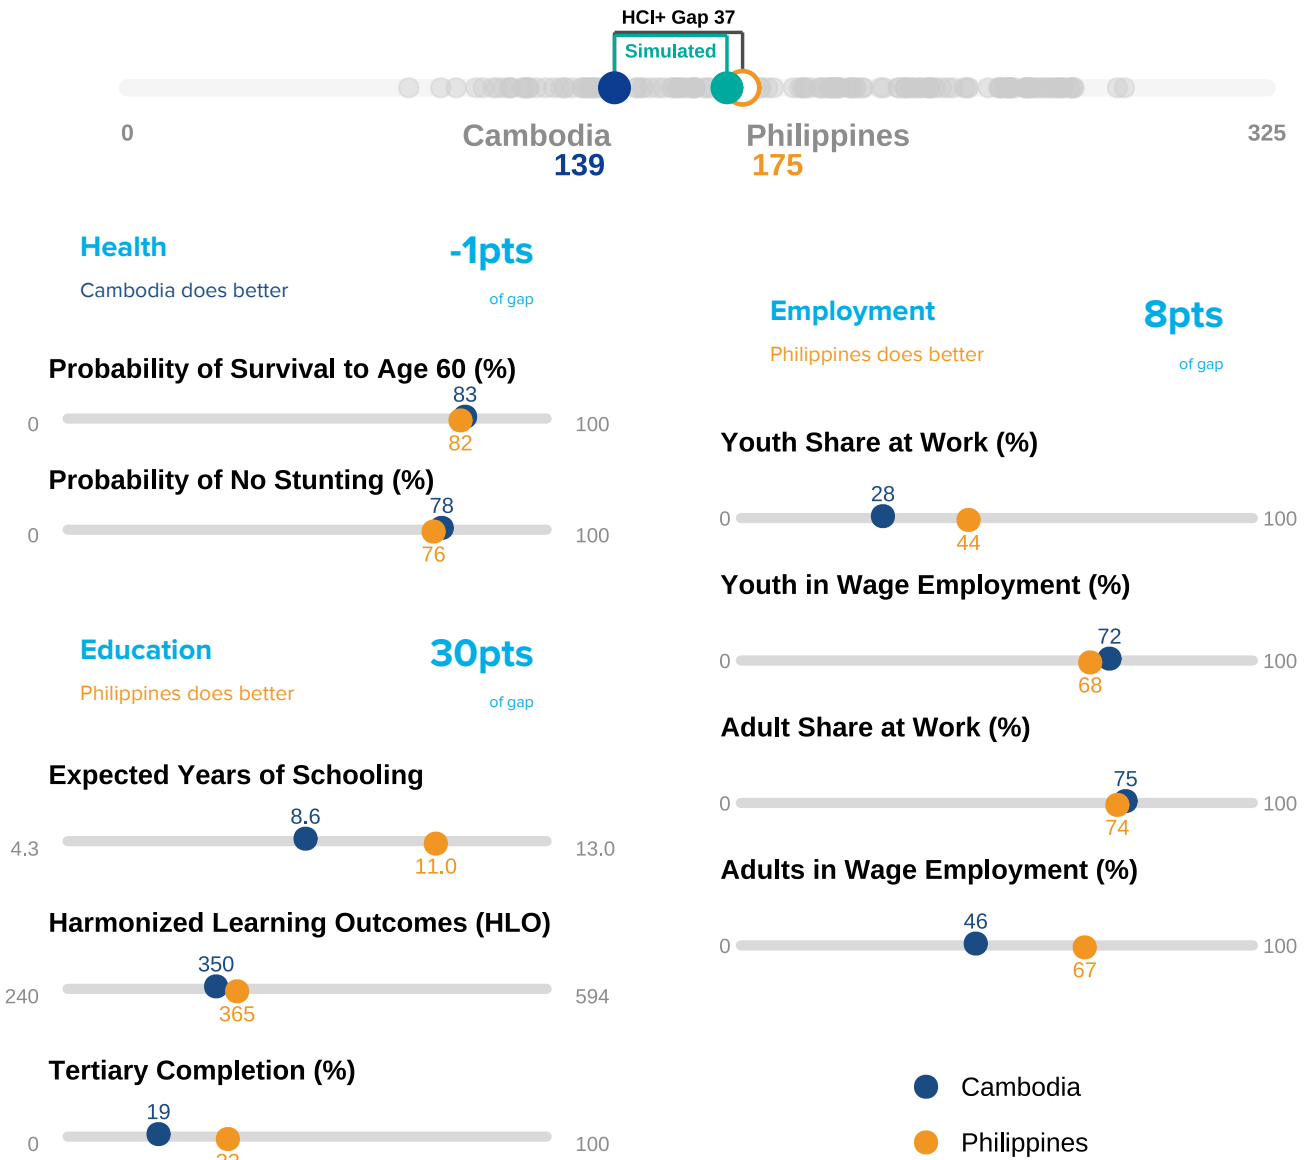 HCI+ Gap 37
Simulated
0
325
Cambodia
139
Philippines
175
Health
-1pts
Cambodia does better
of gap
Probability of Survival to Age 60 (%)
83
0
100
82
Probability of No Stunting (%)
78
0
100
76
Education
30pts
Philippines does better
of gap
Expected Years of Schooling
8.6
4.3
13.0
11.0
Harmonized Learning Outcomes (HLO)
350
240
594
365
Tertiary Completion (%)
19
0
100
Employment
8pts
Philippines does better
of gap
Youth Share at Work (%)
28
0
100
44
Youth in Wage Employment (%)
72
0
100
68
Adult Share at Work (%)
75
0
100
74
Adults in Wage Employment (%)
46
0
100
67
Cambodia
Philippines